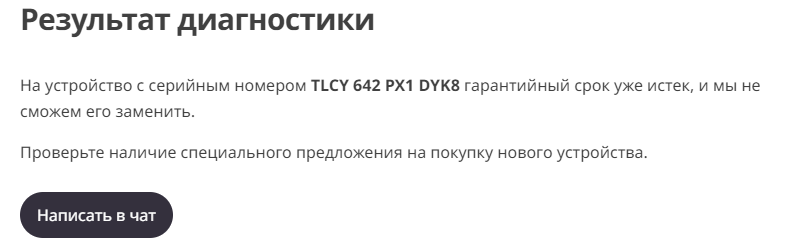 Результат диагностики
На устройство с серийным номером TLCY 642 PX1 DYK8 гарантийный срок уже истек, и мы не
сможем его заменить.
Проверьте наличие специального предложения на покупку нового устройства.
Написать в чат